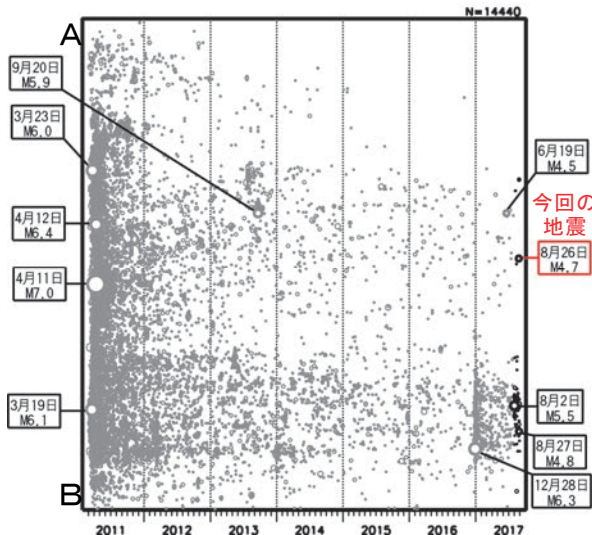 N=14440
A
9月20日
M5.9
3月23日
M6.0
4月12日
M6.4
4月11日
M7.0
3月19日
M6.1
B
6月19日
M4.5
今回の
地震
8月26日
M4.7
8月2日
M5.5
8月27日
M4.8
12月28日
M6.3
2011 2012 2013 2014 2015 2016 2017